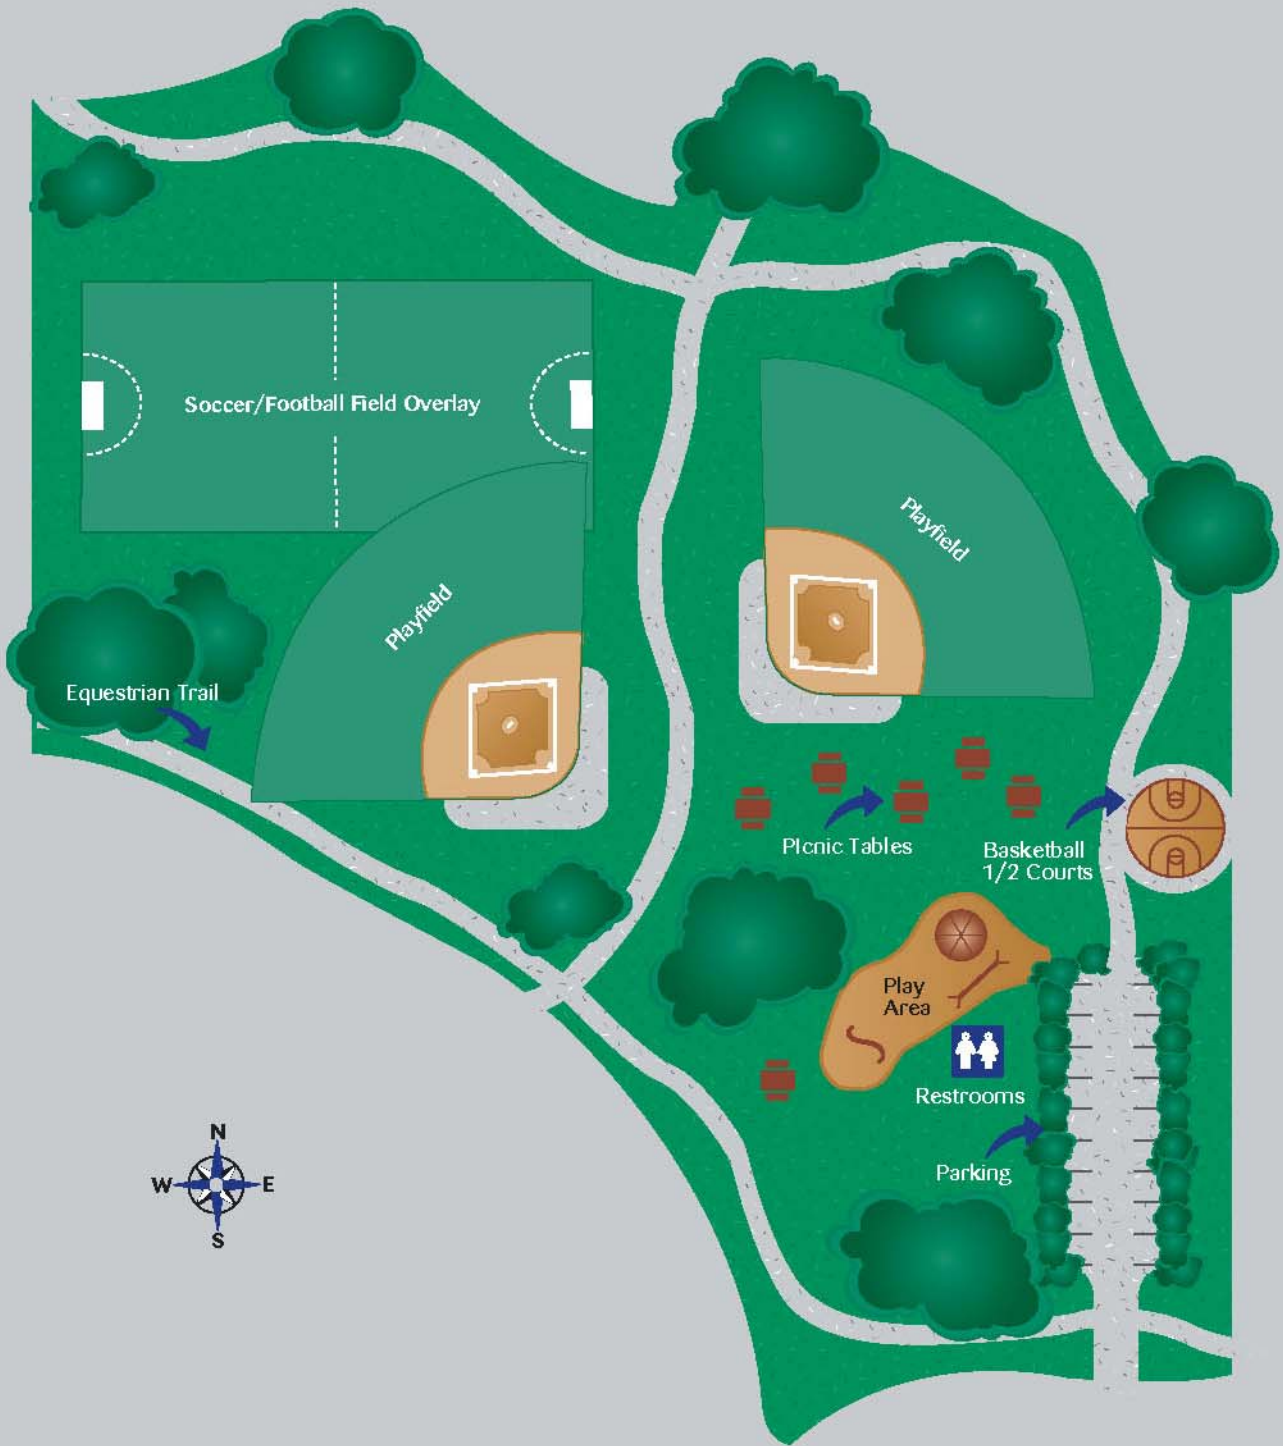 Soccer/Football Field Overlay
Playfield
Playfield
Equestrian Trail
PIcnic Tables
Basketball
1/2 Courts
Play
Area
Restrooms
Parking
N
W E
S